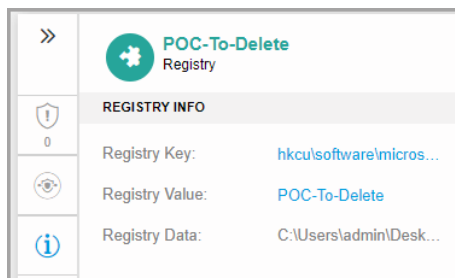 POC-To-Delete
Registry
REGISTRY INFO
0
Registry Key: hkcu\software\micros...
Registry Value: POC-To-Delete
Registry Data: C:\Users\admin\Desk...